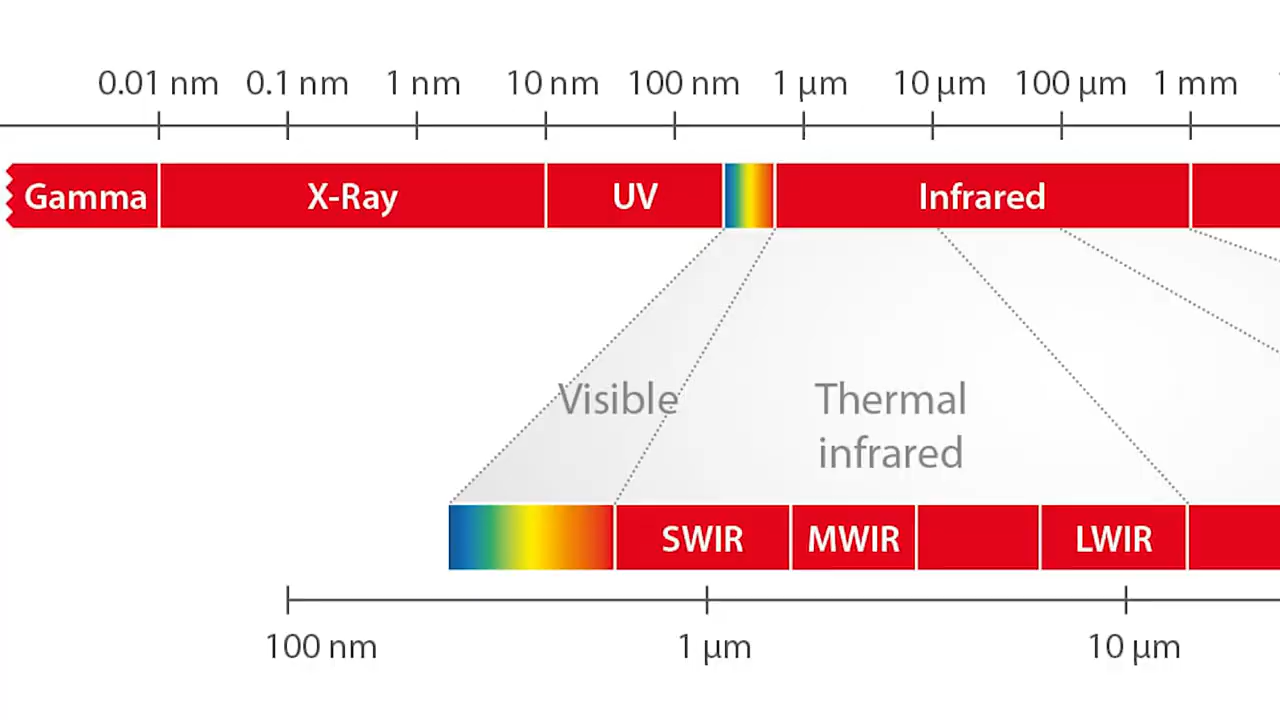 0.01 nm 0.1 nm 1 nm 10 nm 100 nm 1 µm 10 µm 100 µm 1 mm
Gamma X-Ray UV Infrared
Visible Thermal
infrared
SWIR MWIR LWIR
100 nm 1 µm 10 µm